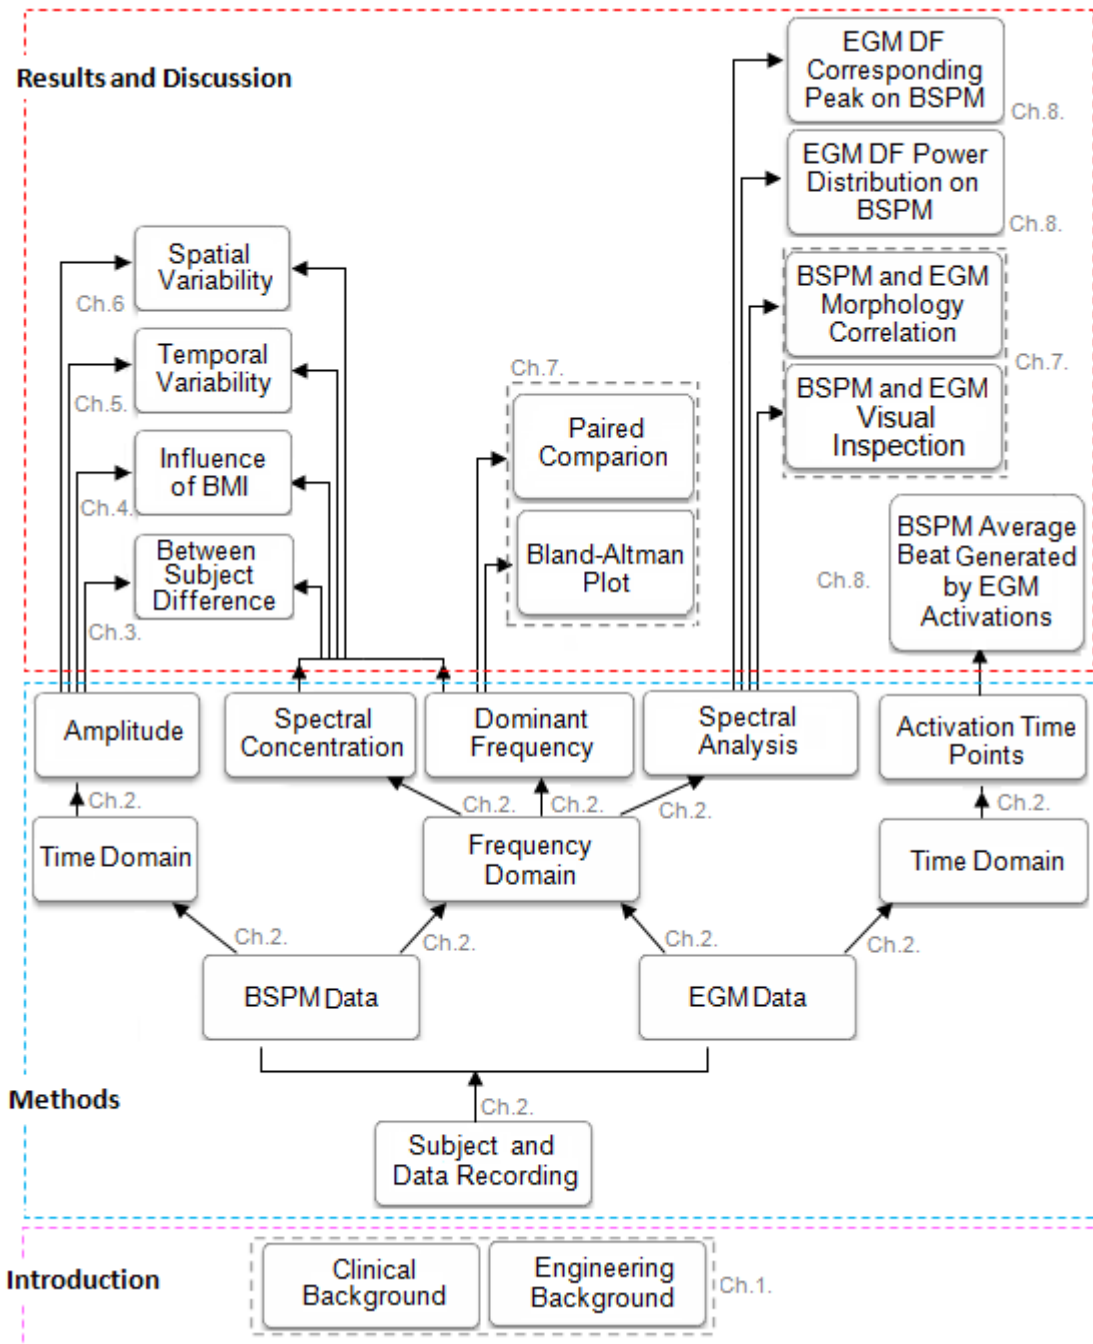 Results and Discussion
EGM DF
Corresponding
Peak on BSPM
Ch.8.
EGM DF Power
Distribution on
BSPM
Ch.8.
Spatial
Variability
Ch.6
BSPM and EGM
Morphology
Correlation
Temporal
Variability
Ch.5.
Ch.7.
Ch.7.
BSPM and EGM
Visual
Inspection
Paired
Comparion
Influence
of BMI
Ch.4.
BSPM Average
Beat Generated
by EGM
Activations
Ch.8.
Bland-Altman
Plot
Between
Subject
Difference
Ch.3.
Amplitude
Spectral
Concentration
Dominant
Frequency
Spectral
Analysis
Activation Time
Points
Ch.2.
Ch.2.
Ch.2.
Ch.2.
Ch.2.
Time Domain
Frequency
Domain
Time Domain
Ch.2.
Ch.2.
Ch.2.
Ch.2.
BSPM Data
EGM Data
Methods
Ch.2.
Subject and
Data Recording
Introduction
Clinical
Background
Engineering
Background
Ch.1.